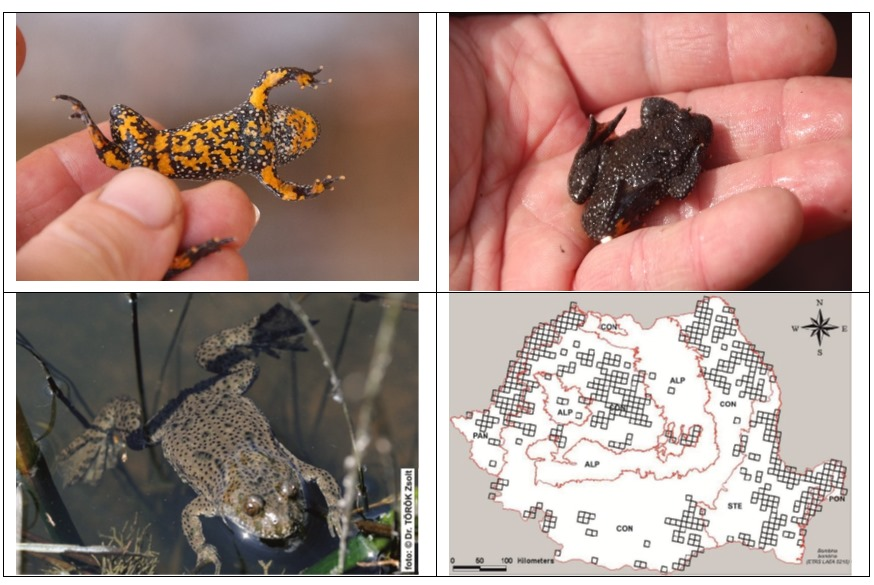 foto: © Dr. TÖRÖK Zsolt
N
W E
S
CON
ALP
CON
ALP
CON
PAN
ALP
STE
PON
CON
0 50 100 Kilometers
Bombina
bombina
(ETRS LAEA 5210)